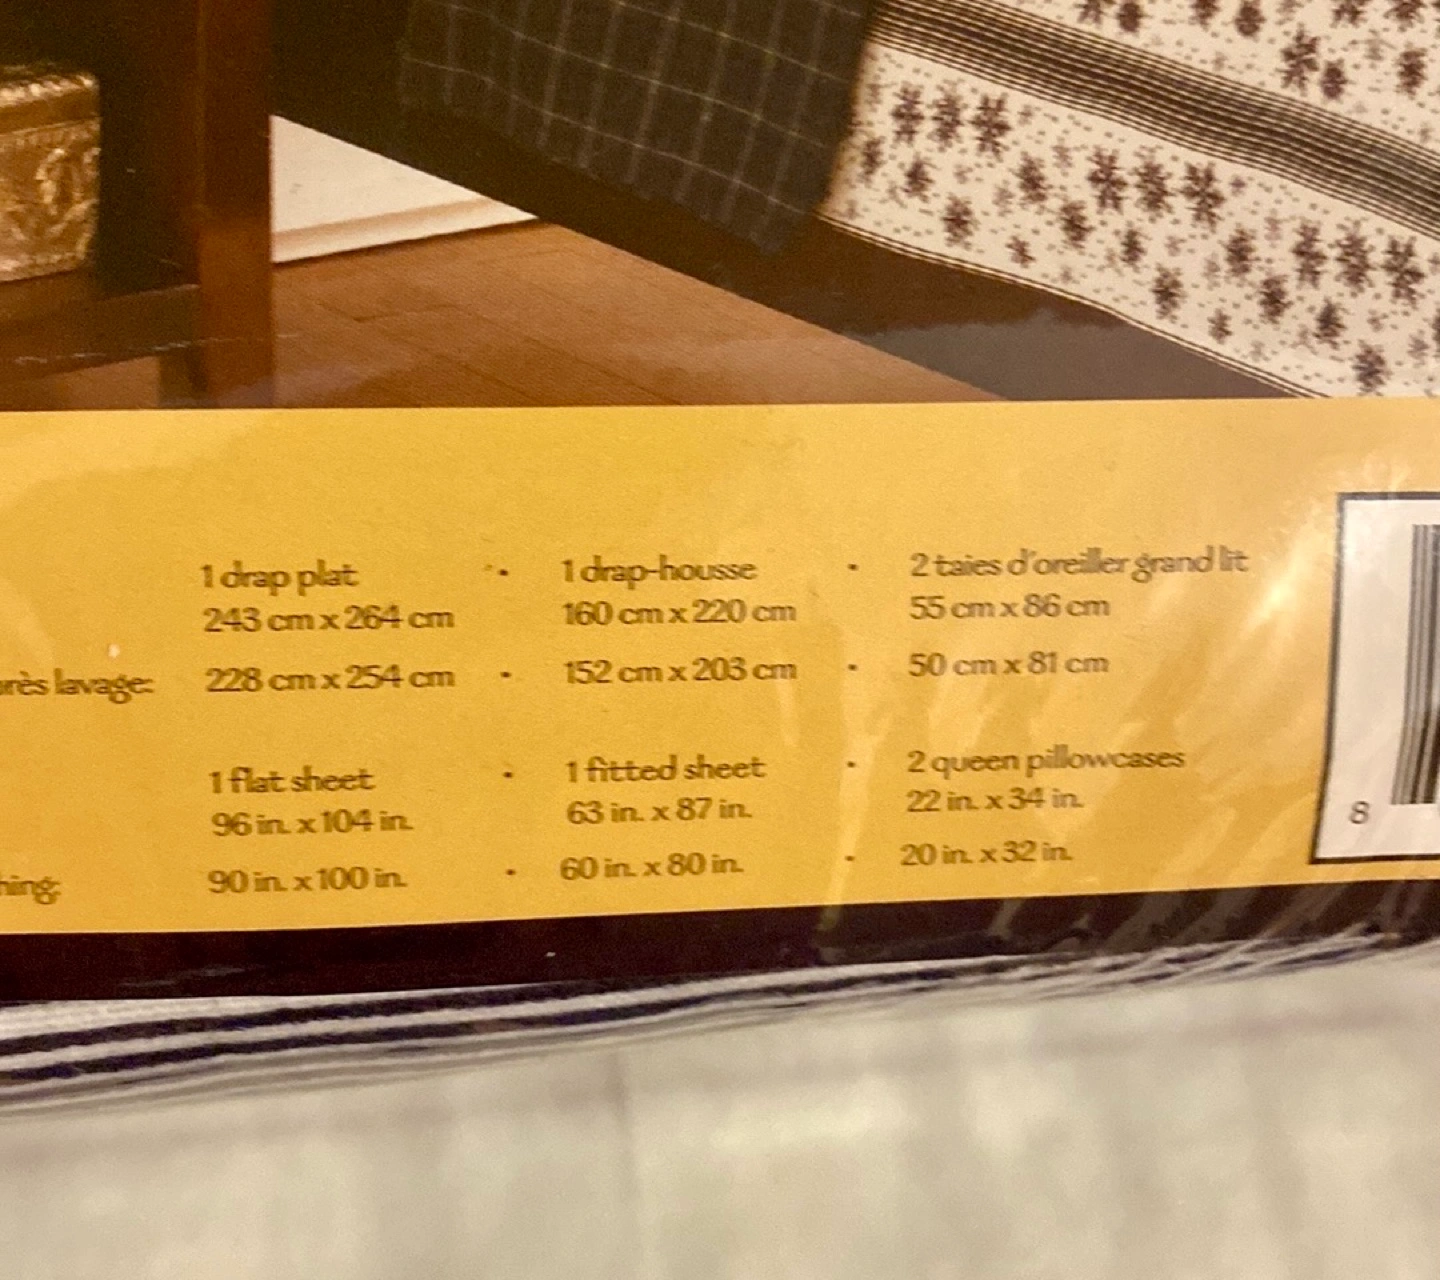 1 drap plat • 1 drap-housse • 2 taies d'oreiller grand lit
243 cm x 264 cm 160 cm x 220 cm 55 cm x 86 cm
lavage: 228 cm x 254 cm • 152 cm x 203 cm • 50 cm x 81 cm
1 flat sheet • 1 fitted sheet • 2 queen pillowcases
96 in. x 104 in. 63 in. x 87 in. 22 in. x 34 in.
90 in. x 100 in. • 60 in. x 80 in. • 20 in. x 32 in.
8